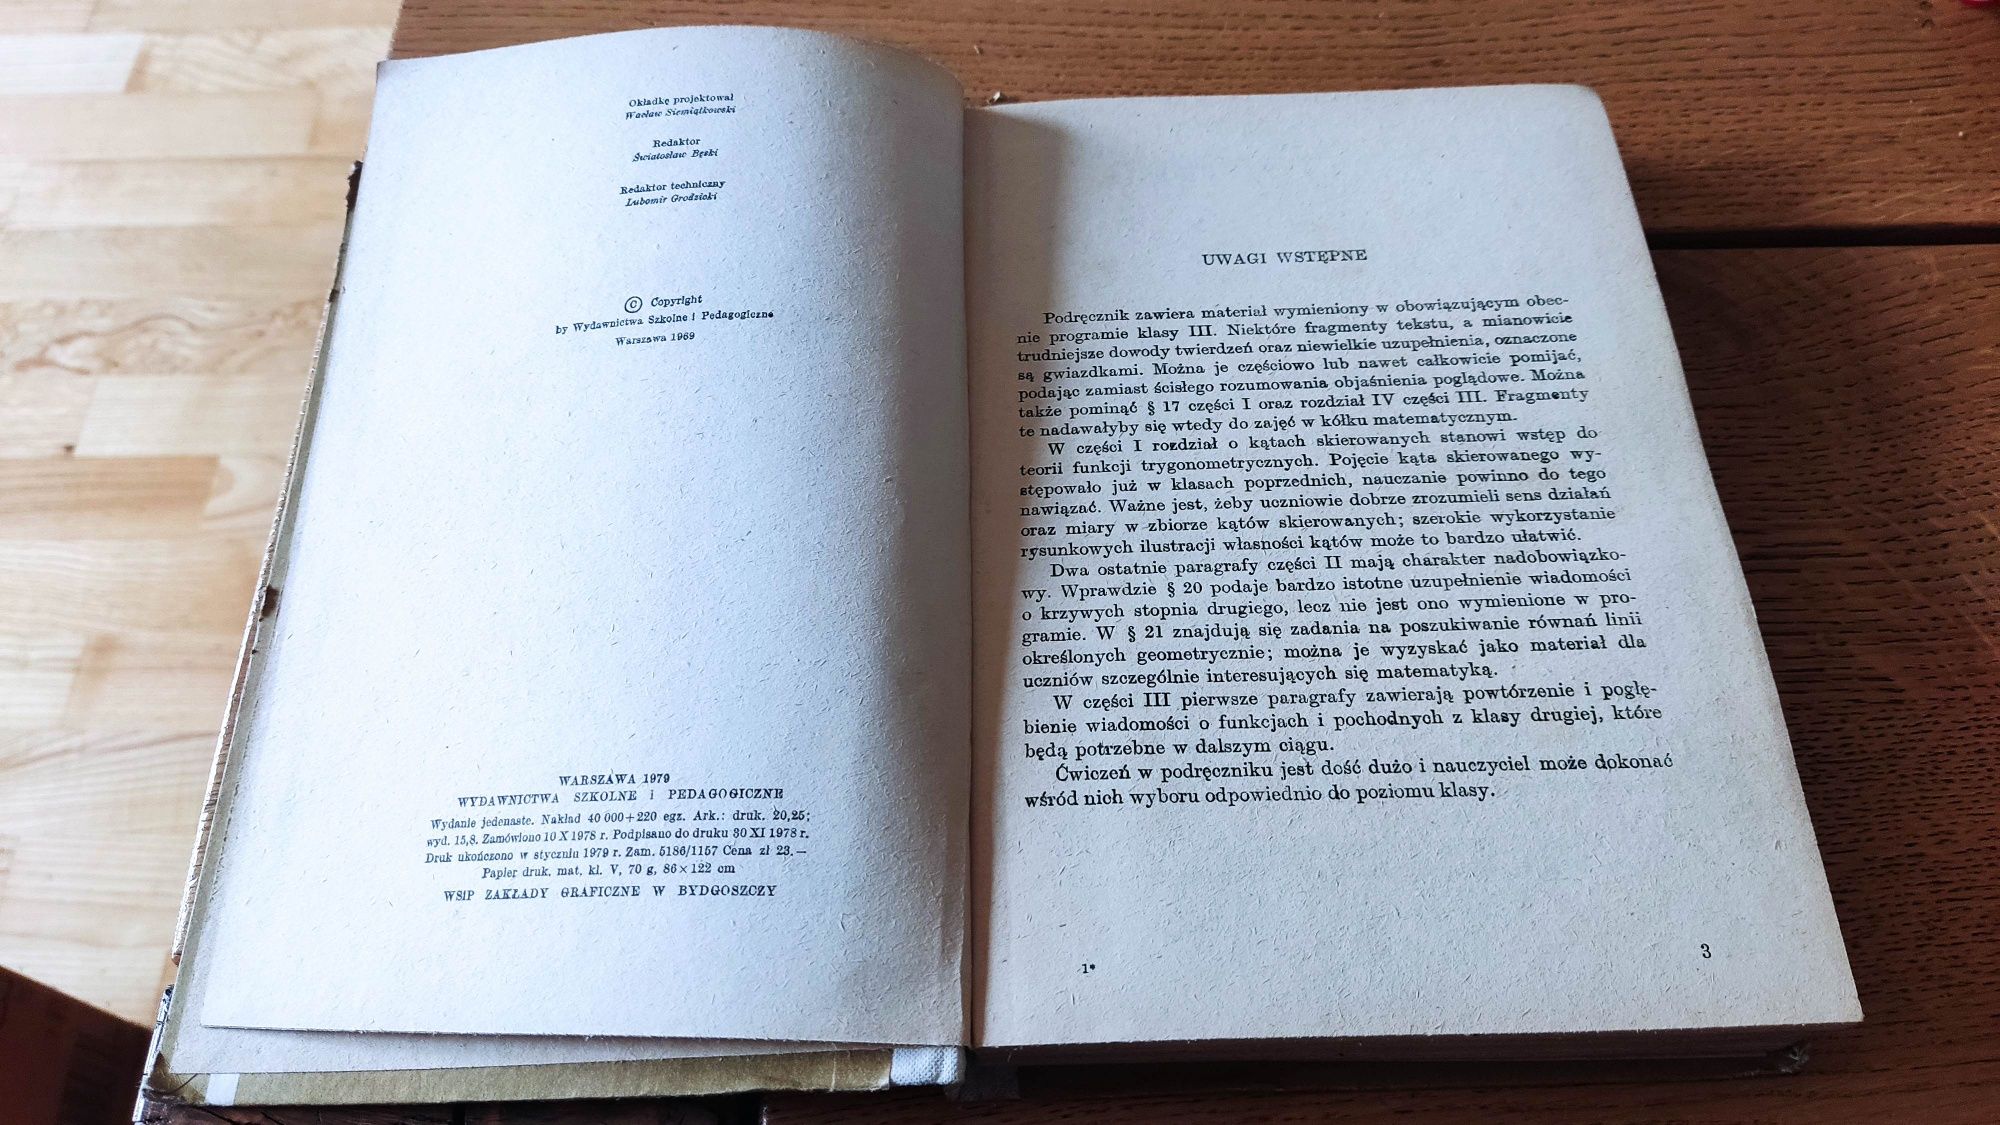 Okładkę projektował
Wacław Siemiątkowski
Redaktor
Światosław Bęski
Redaktor techniczny
Lubomir Grodzicki
© Copyright
by Wydawnictwa Szkolne i Pedagogiczne
Warszawa 1969
WARSZAWA 1979
WYDAWNICTWA SZKOLNE i PEDAGOGICZNE
Wydanie jedenaste. Nakład 40 000+220 egz. Ark.: druk. 20,25;
wyd. 15,8. Zamówiono 10 X 1978 r. Podpisano do druku 30 XI 1978 r.
Druk ukończono w styczniu 1979 r. Zam. 5186/1157 Cena zł 23.—
Papier druk. mat. kl. V, 70 g, 86×122 cm
WSiP ZAKŁADY GRAFICZNE W BYDGOSZCZY
UWAGI WSTĘPNE
Podręcznik zawiera materiał wymieniony w obowiązującym obec-
nie programie klasy III. Niektóre fragmenty tekstu, a mianowicie
trudniejsze dowody twierdzeń oraz niewielkie uzupełnienia, oznaczone
są gwiazdkami. Można je częściowo lub nawet całkowicie pomijać,
podając zamiast ścisłego rozumowania objaśnienia poglądowe. Można
także pominąć § 17 części I oraz rozdział IV części III. Fragmenty
te nadawałyby się wtedy do zajęć w kółku matematycznym.
W części I rozdział o kątach skierowanych stanowi wstęp do
teorii funkcji trygonometrycznych. Pojęcie kąta skierowanego wy-
stępowało już w klasach poprzednich, nauczanie powinno do tego
nawiązać. Ważne jest, żeby uczniowie dobrze zrozumieli sens działań
oraz miary w zbiorze kątów skierowanych; szerokie wykorzystanie
rysunkowych ilustracji własności kątów może to bardzo ułatwić.
Dwa ostatnie paragrafy części II mają charakter nadobowiązko-
wy. Wprawdzie § 20 podaje bardzo istotne uzupełnienie wiadomości
o krzywych stopnia drugiego, lecz nie jest ono wymienione w pro-
gramie. W § 21 znajdują się zadania na poszukiwanie równań linii
określonych geometrycznie; można je wyzyskać jako materiał dla
uczniów szczególnie interesujących się matematyką.
W części III pierwsze paragrafy zawierają powtórzenie i pogłę-
bienie wiadomości o funkcjach i pochodnych z klasy drugiej, które
będą potrzebne w dalszym ciągu.
Ćwiczeń w podręczniku jest dość dużo i nauczyciel może dokonać
wśród nich wyboru odpowiednio do poziomu klasy.
1*
3